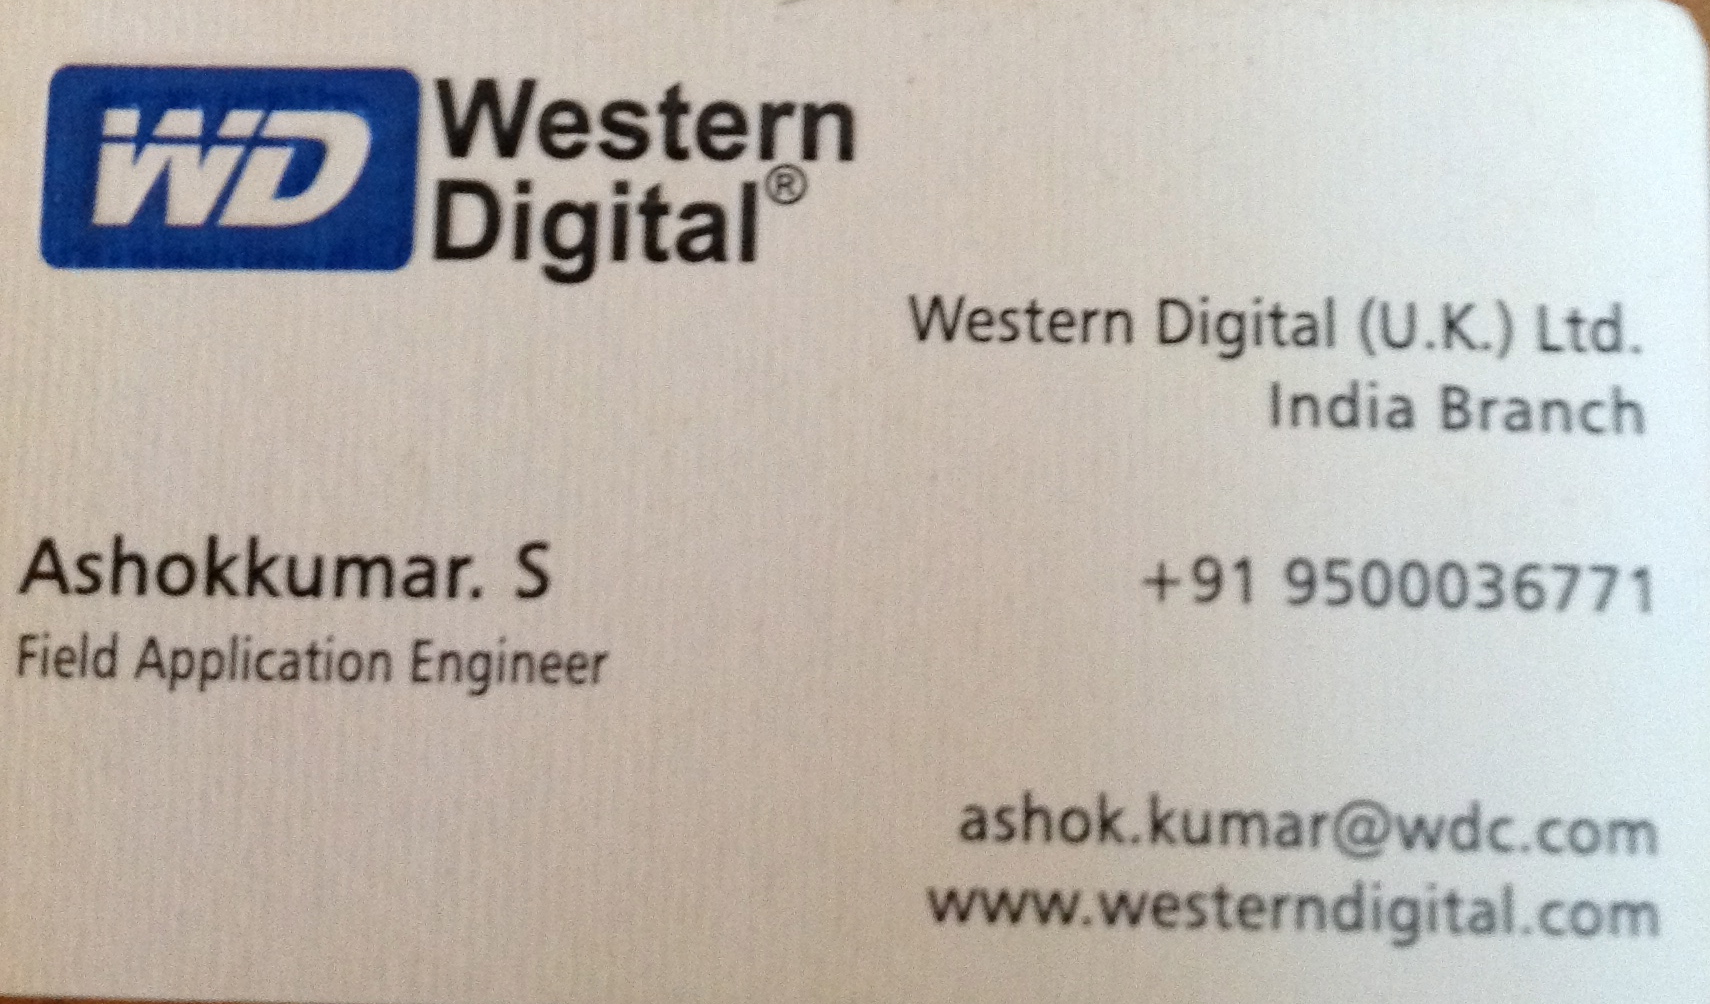 WD Western
Digital®
Western Digital (U.K.) Ltd.
India Branch
Ashokkumar. S
Field Application Engineer
+91 9500036771
ashok.kumar@wdc.com
www.westerndigital.com